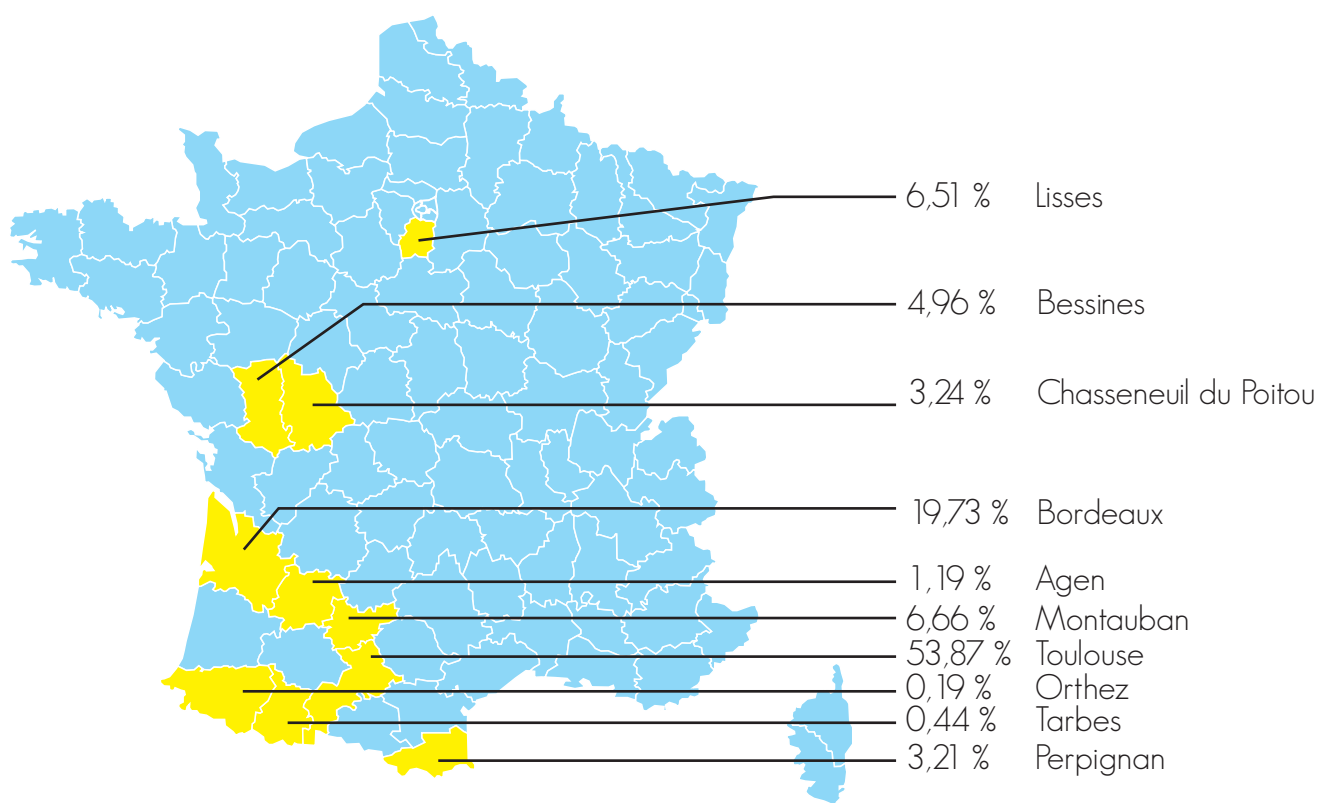 6,51 % Lisses
4,96 % Bessines
3,24 % Chasseneuil du Poitou
19,73 % Bordeaux
1,19 % Agen
6,66 % Montauban
53,87 % Toulouse
0,19 % Orthez
0,44 % Tarbes
3,21 % Perpignan